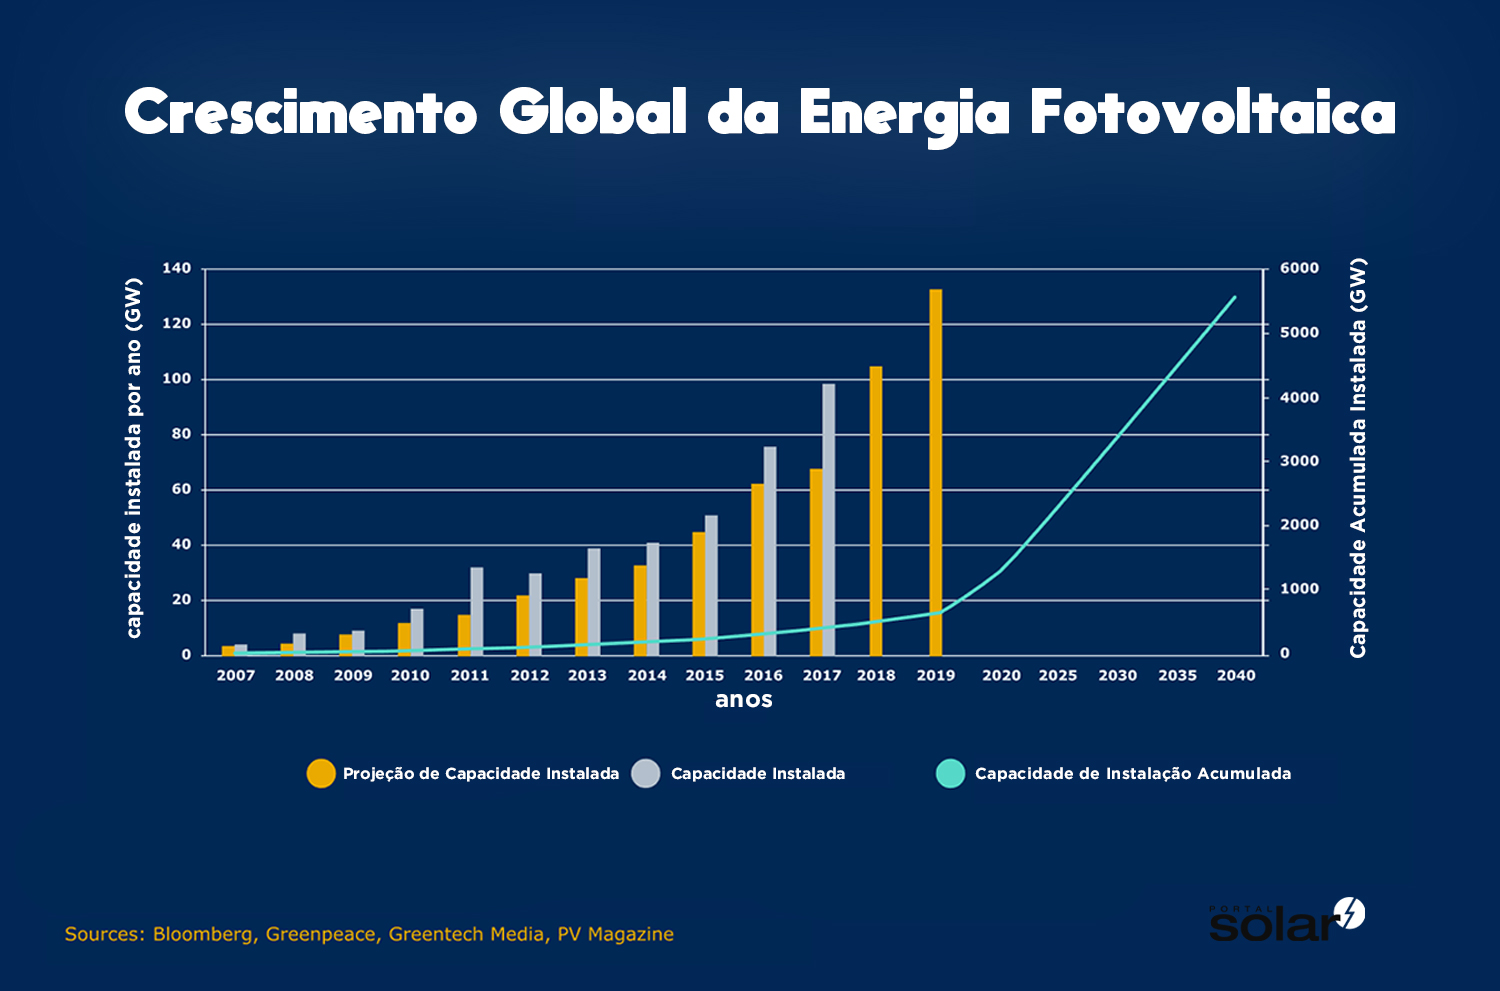 Crescimento Global da Energia Fotovoltaica
capacidade instalada por ano (GW)
140
120
100
80
60
40
20
0
6000
5000
4000
3000
2000
1000
0
Capacidade Acumulada Instalada (GW)
2007 2008 2009 2010 2011 2012 2013 2014 2015 2016 2017 2018 2019 2020 2025 2030 2035 2040
anos
Projeção de Capacidade Instalada Capacidade Instalada Capacidade de Instalação Acumulada
Sources: Bloomberg, Greenpeace, Greentech Media, PV Magazine
PORTAL
solar